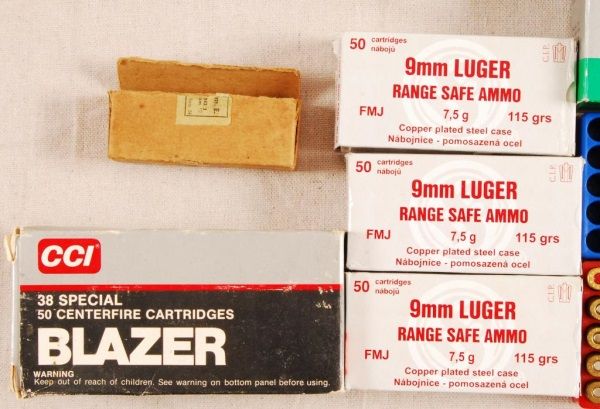 50 cartridges
nábojú
C.I.P.
9mm LUGER
RANGE SAFE AMMO
FMJ 7,5 g 115 grs
Copper plated steel case
Nábojnice - pomosazená ocel
50 cartridges
nábojú
C.I.P.
9mm LUGER
RANGE SAFE AMMO
FMJ 7,5 g 115 grs
Copper plated steel case
Nábojnice - pomosazená ocel
50 cartridges
nábojú
C.I.P.
9mm LUGER
RANGE SAFE AMMO
FMJ 7,5 g 115 grs
Copper plated steel case
Nábojnice - pomosazená ocel
CCI
38 SPECIAL
50 CENTERFIRE CARTRIDGES
BLAZER
WARNING
Keep out of reach of children. See warning on bottom panel before using.